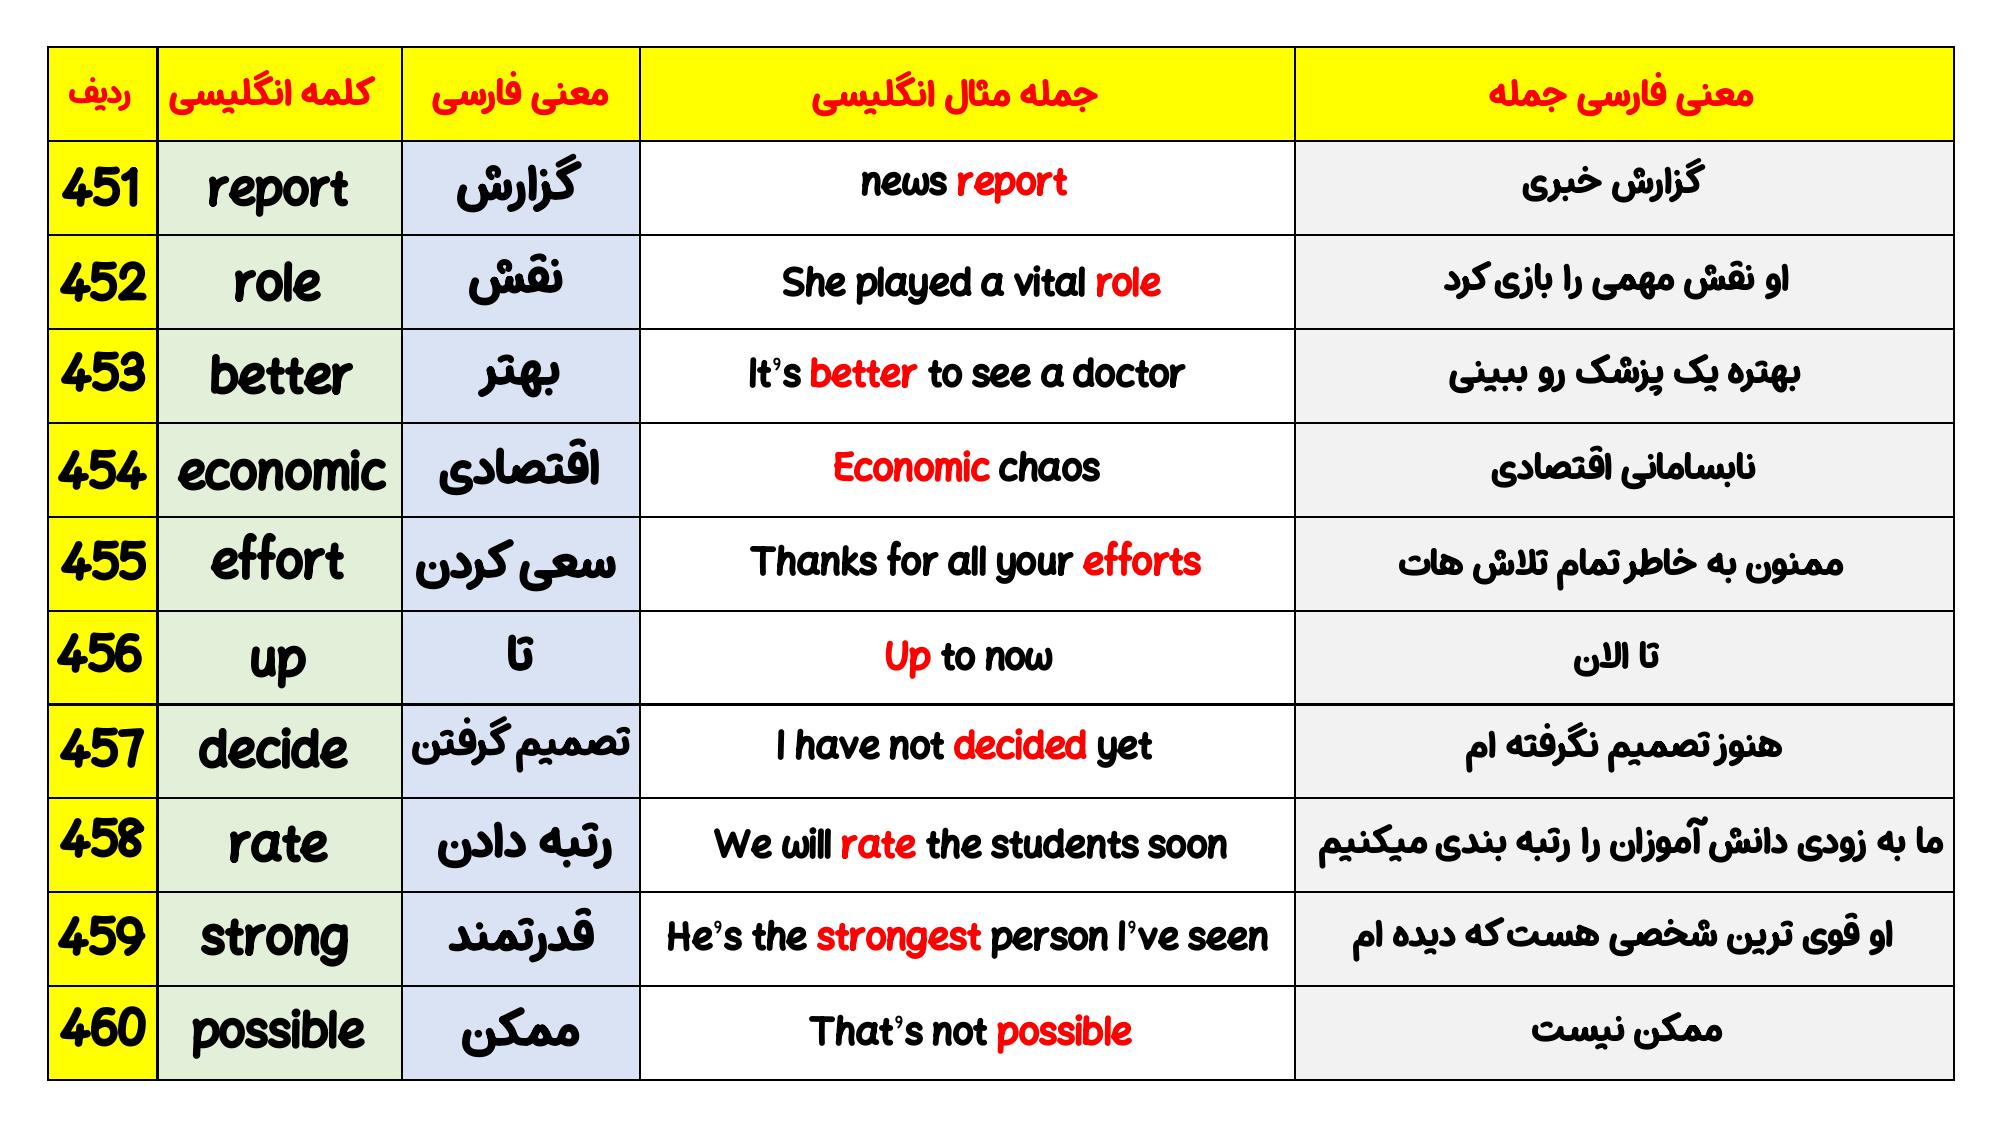 ردیف کلمه انگلیسی معنی فارسی جمله مثال انگلیسی معنی فارسی جمله
451 report گزارش news report گزارش خبری
452 role نقش She played a vital role او نقش مهمی را بازی کرد
453 better بهتر It's better to see a doctor بهتره یک پزشک رو ببینی
454 economic اقتصادی Economic chaos نابسامانی اقتصادی
455 effort سعی کردن Thanks for all your efforts ممنون به خاطر تمام تلاش هات
456 up تا Up to now تا الان
457 decide تصمیم گرفتن I have not decided yet هنوز تصمیم نگرفته ام
458 rate رتبه دادن We will rate the students soon ما به زودی دانش آموزان را رتبه بندی میکنیم
459 strong قدرتمند He's the strongest person I've seen او قوی ترین شخصی هست که دیده ام
460 possible ممکن That's not possible ممکن نیست